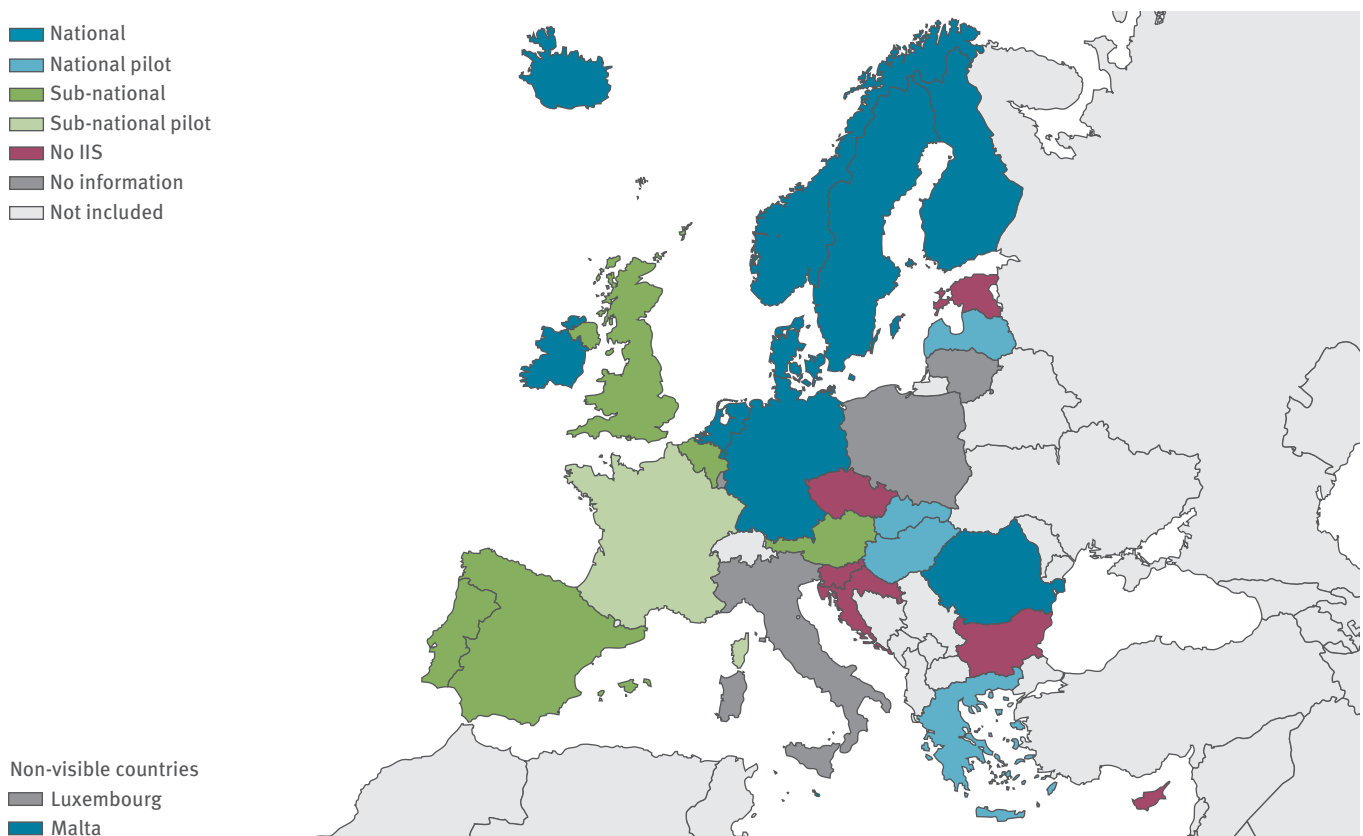 National
National pilot
Sub-national
Sub-national pilot
No IIS
No information
Not included
Non-visible countries
Luxembourg
Malta